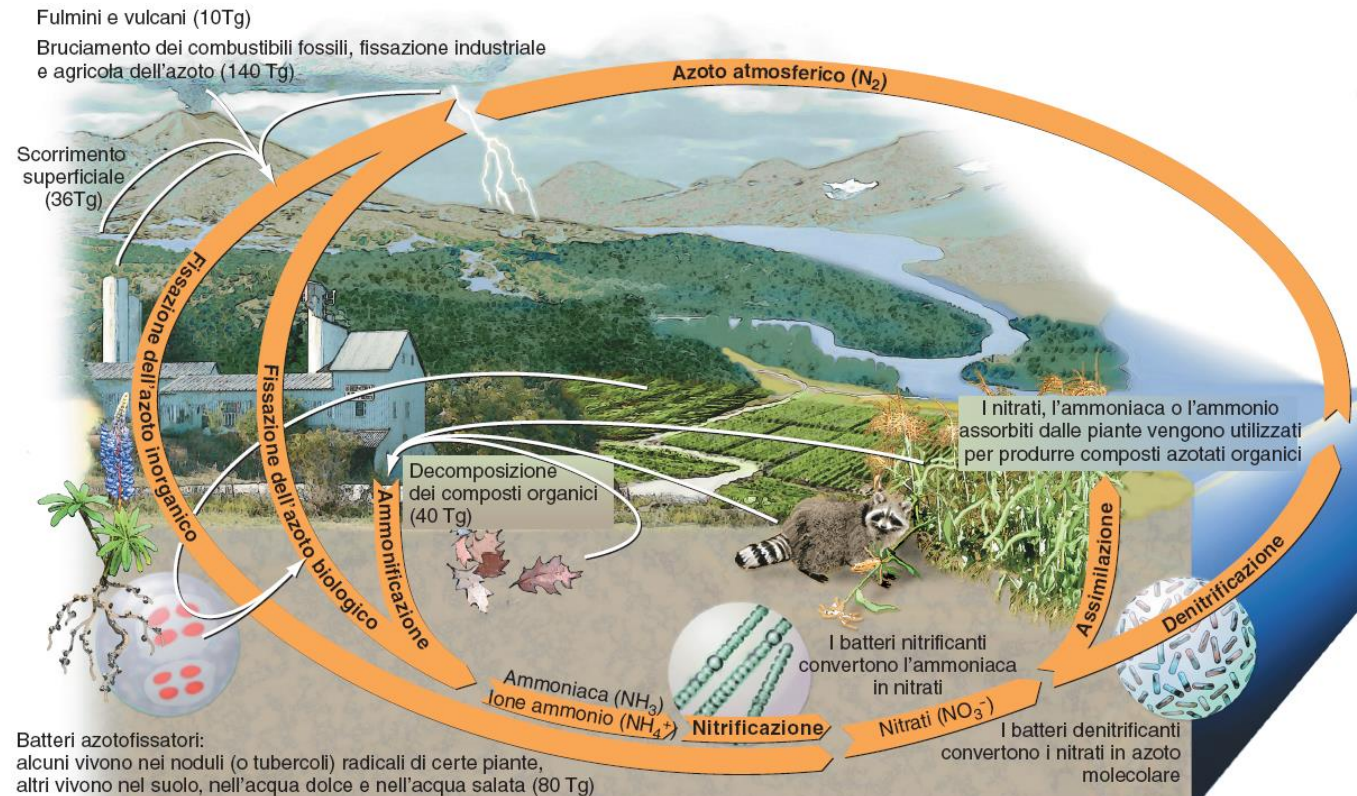 Fulmini e vulcani (10Tg)
Bruciamento dei combustibili fossili, fissazione industriale
e agricola dell'azoto (140 Tg)
Azoto atmosferico (N₂)
Scorrimento
superficiale
(36Tg)
Fissazione dell'azoto inorganico
Fissazione dell'azoto biologico
I nitrati, l'ammoniaca o l'ammonio
assorbiti dalle piante vengono utilizzati
per produrre composti azotati organici
Decomposizione
dei composti organici
(40 Tg)
Ammonificazione
Assimilazione
Denitrificazione
I batteri nitrificanti
convertono l'ammoniaca
in nitrati
Ammoniaca (NH₃)
Ione ammonio (NH₄⁺)
Nitrificazione
Nitrati (NO₃⁻)
I batteri denitrificanti
convertono i nitrati in azoto
molecolare
Batteri azotofissatori:
alcuni vivono nei noduli (o tubercoli) radicali di certe piante,
altri vivono nel suolo, nell'acqua dolce e nell'acqua salata (80 Tg)